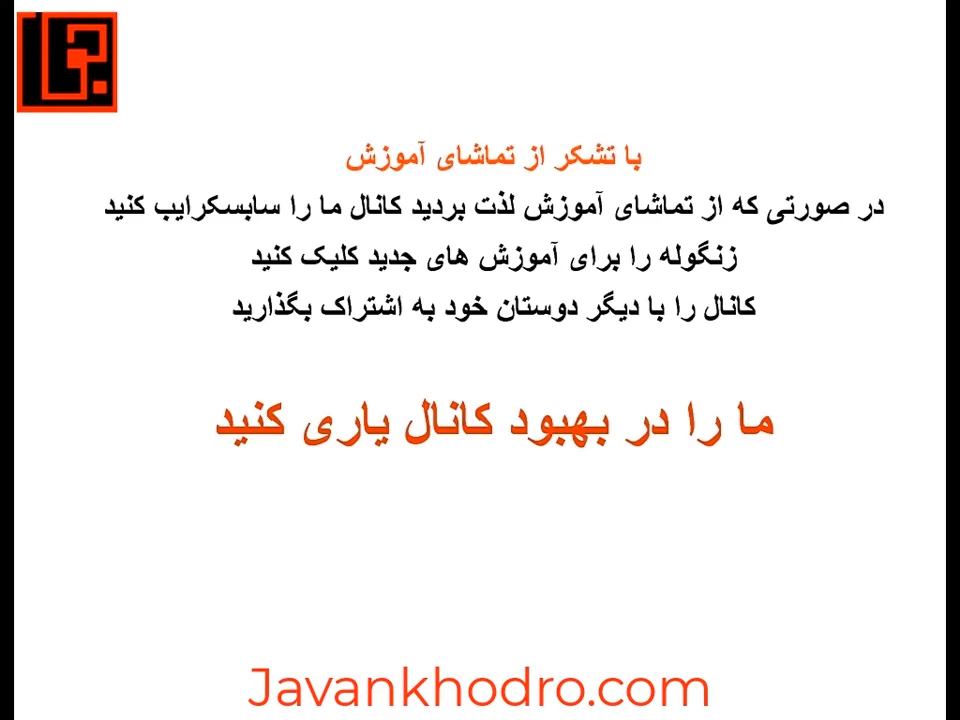 با تشکر از تماشای آموزش
در صورتی که از تماشای آموزش لذت بردید کانال ما را سابسکرایب کنید
زنگوله را برای آموزش های جدید کلیک کنید
کانال را با دیگر دوستان خود به اشتراک بگذارید
ما را در بهبود کانال یاری کنید
Javankhodro.com